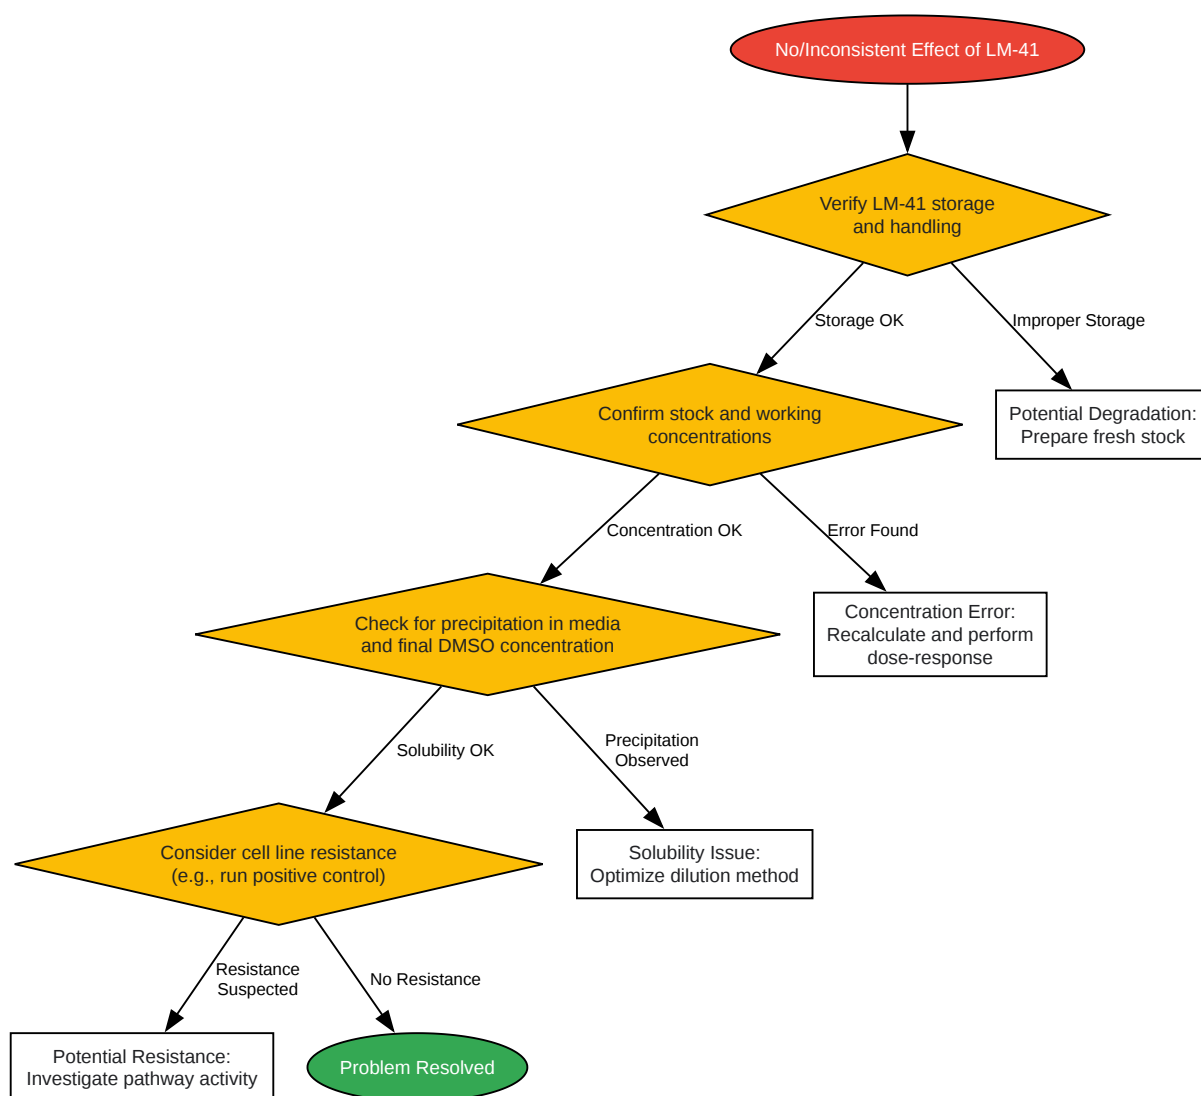 No/Inconsistent Effect of LM-41
Verify LM-41 storage
and handling
Storage OK
Improper Storage
Confirm stock and working
concentrations
Potential Degradation:
Prepare fresh stock
Concentration OK
Error Found
Check for precipitation in media
and final DMSO concentration
Concentration Error:
Recalculate and perform
dose-response
Solubility OK
Precipitation
Observed
Consider cell line resistance
(e.g., run positive control)
Solubility Issue:
Optimize dilution method
Resistance
Suspected
No Resistance
Potential Resistance:
Investigate pathway activity
Problem Resolved